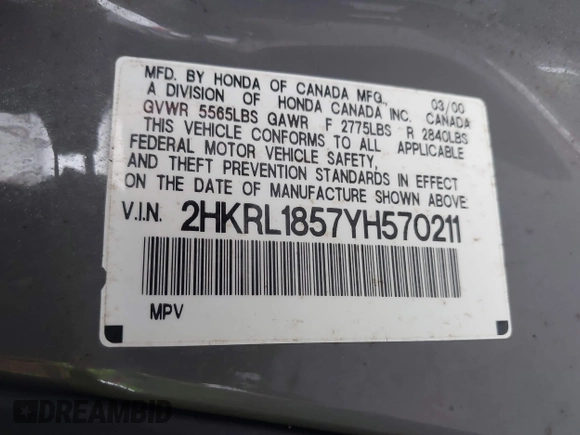 MFD. BY HONDA OF CANADA MFG., 03/00
A DIVISION OF HONDA CANADA INC. CANADA
GVWR 5565LBS GAWR F 2775LBS R 2840LBS
THIS VEHICLE CONFORMS TO ALL APPLICABLE
FEDERAL MOTOR VEHICLE SAFETY,
AND THEFT PREVENTION STANDARDS IN EFFECT
ON THE DATE OF MANUFACTURE SHOWN ABOVE.
V.I.N. 2HKRL1857YH570211
MPV
DREAMBID